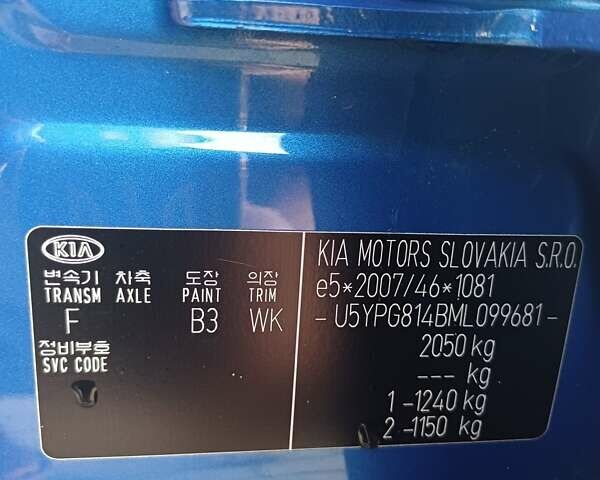 KIA
변속기 차축 도장 의장
TRANSM AXLE PAINT TRIM
F B3 WK
정비부호
SVC CODE
KIA MOTORS SLOVAKIA S.R.O.
e5*2007/46*1081
- U5YPG814BML099681 -
2050 kg
--- kg
1 -1240 kg
2 -1150 kg